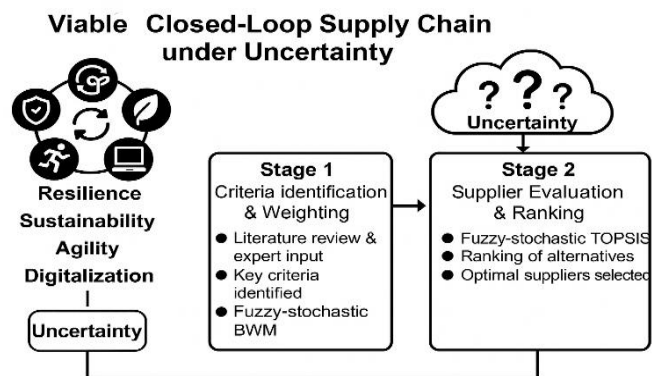 Viable Closed-Loop Supply Chain
under Uncertainty
Resilience
Sustainability
Agility
Digitalization
Uncertainty
Stage 1
Criteria identification
& Weighting
● Literature review &
expert input
● Key criteria
identified
● Fuzzy-stochastic
BWM
? ? ?
Uncertainty
Stage 2
Supplier Evaluation
& Ranking
● Fuzzy-stochastic TOPSIS
● Ranking of alternatives
● Optimal suppliers selected